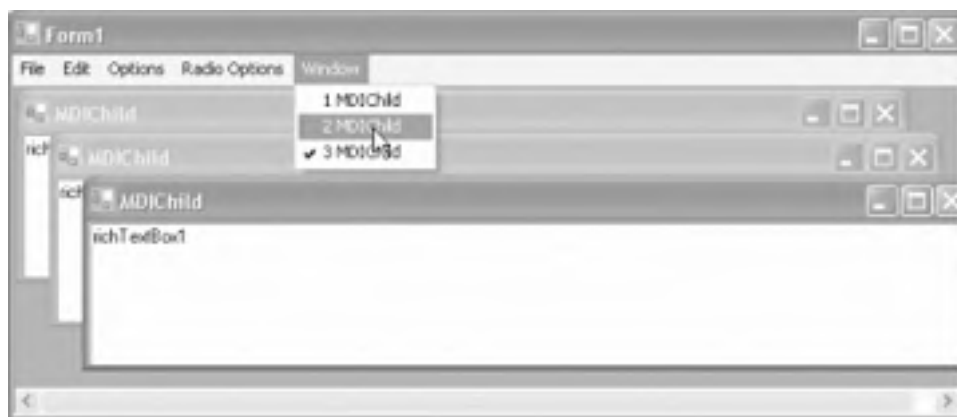 Form1
File Edit Options Radio Options Window
1 MDIChild
2 MDIChild
3 MDIChild
MDIChild
MDIChild
MDIChild
richTextBox1